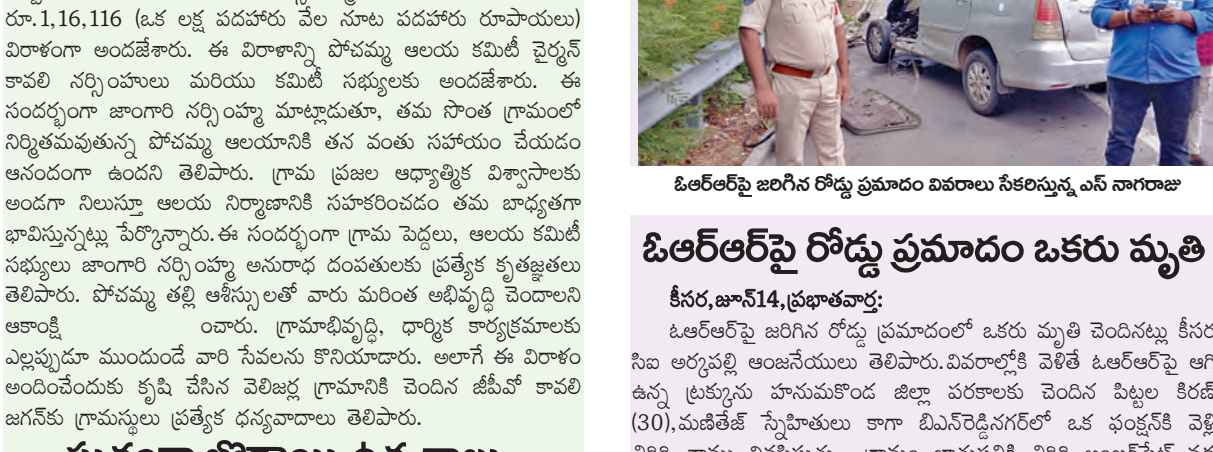 రూ.1,16,116 (ఒక లక్ష పదహారు వేల నూట పదహారు రూపాయలు)
విరాళంగా అందజేశారు. ఈ విరాళాన్ని పోచమ్మ ఆలయ కమిటీ చైర్మన్
కావలి నర్సింహులు మరియు కమిటీ సభ్యులకు అందజేశారు. ఈ
సందర్భంగా జాంగారి నర్సింహ్మ మాట్లాడుతూ, తమ సొంత గ్రామంలో
నిర్మితమవుతున్న పోచమ్మ ఆలయానికి తన వంతు సహాయం చేయడం
ఆనందంగా ఉందని తెలిపారు. గ్రామ ప్రజల ఆధ్యాత్మిక విశ్వాసాలకు
అండగా నిలుస్తూ ఆలయ నిర్మాణానికి సహకరించడం తమ బాధ్యతగా
భావిస్తున్నట్లు పేర్కొన్నారు.ఈ సందర్భంగా గ్రామ పెద్దలు, ఆలయ కమిటీ
సభ్యులు జాంగారి నర్సింహ్మ అనురాధ దంపతులకు ప్రత్యేక కృతజ్ఞతలు
తెలిపారు. పోచమ్మ తల్లి ఆశీస్సులతో వారు మరింత అభివృద్ధి చెందాలని
ఆకాంక్షి ంచారు. గ్రామాభివృద్ధి, ధార్మిక కార్యక్రమాలకు
ఎల్లప్పుడూ ముందుండే వారి సేవలను కొనియాడారు. అలాగే ఈ విరాళం
అందించేందుకు కృషి చేసిన వెలిజర్ల గ్రామానికి చెందిన జీపీవో కావలి
జగన్‌కు గ్రామస్థులు ప్రత్యేక ధన్యవాదాలు తెలిపారు.
ఓఆర్ఆర్‌పై జరిగిన రోడ్డు ప్రమాదం వివరాలు సేకరిస్తున్న ఎస్ నాగరాజు
ఓఆర్ఆర్‌పై రోడ్డు ప్రమాదం ఒకరు మృతి
కీసర,జూన్14,ప్రభాతవార్త:
ఓఆర్ఆర్‌పై జరిగిన రోడ్డు ప్రమాదంలో ఒకరు మృతి చెందినట్లు కీసర
సిఐ అర్కపల్లి ఆంజనేయులు తెలిపారు.వివరాల్లోకి వెళితే ఓఆర్ఆర్‌పై ఆగి
ఉన్న ట్రక్కును హనుమకొండ జిల్లా పరకాలకు చెందిన పిట్టల కిరణ్
(30),మణితేజ్ స్నేహితులు కాగా బిఎన్‌రెడ్డినగర్‌లో ఒక ఫంక్షన్‌కి వెళ్లి